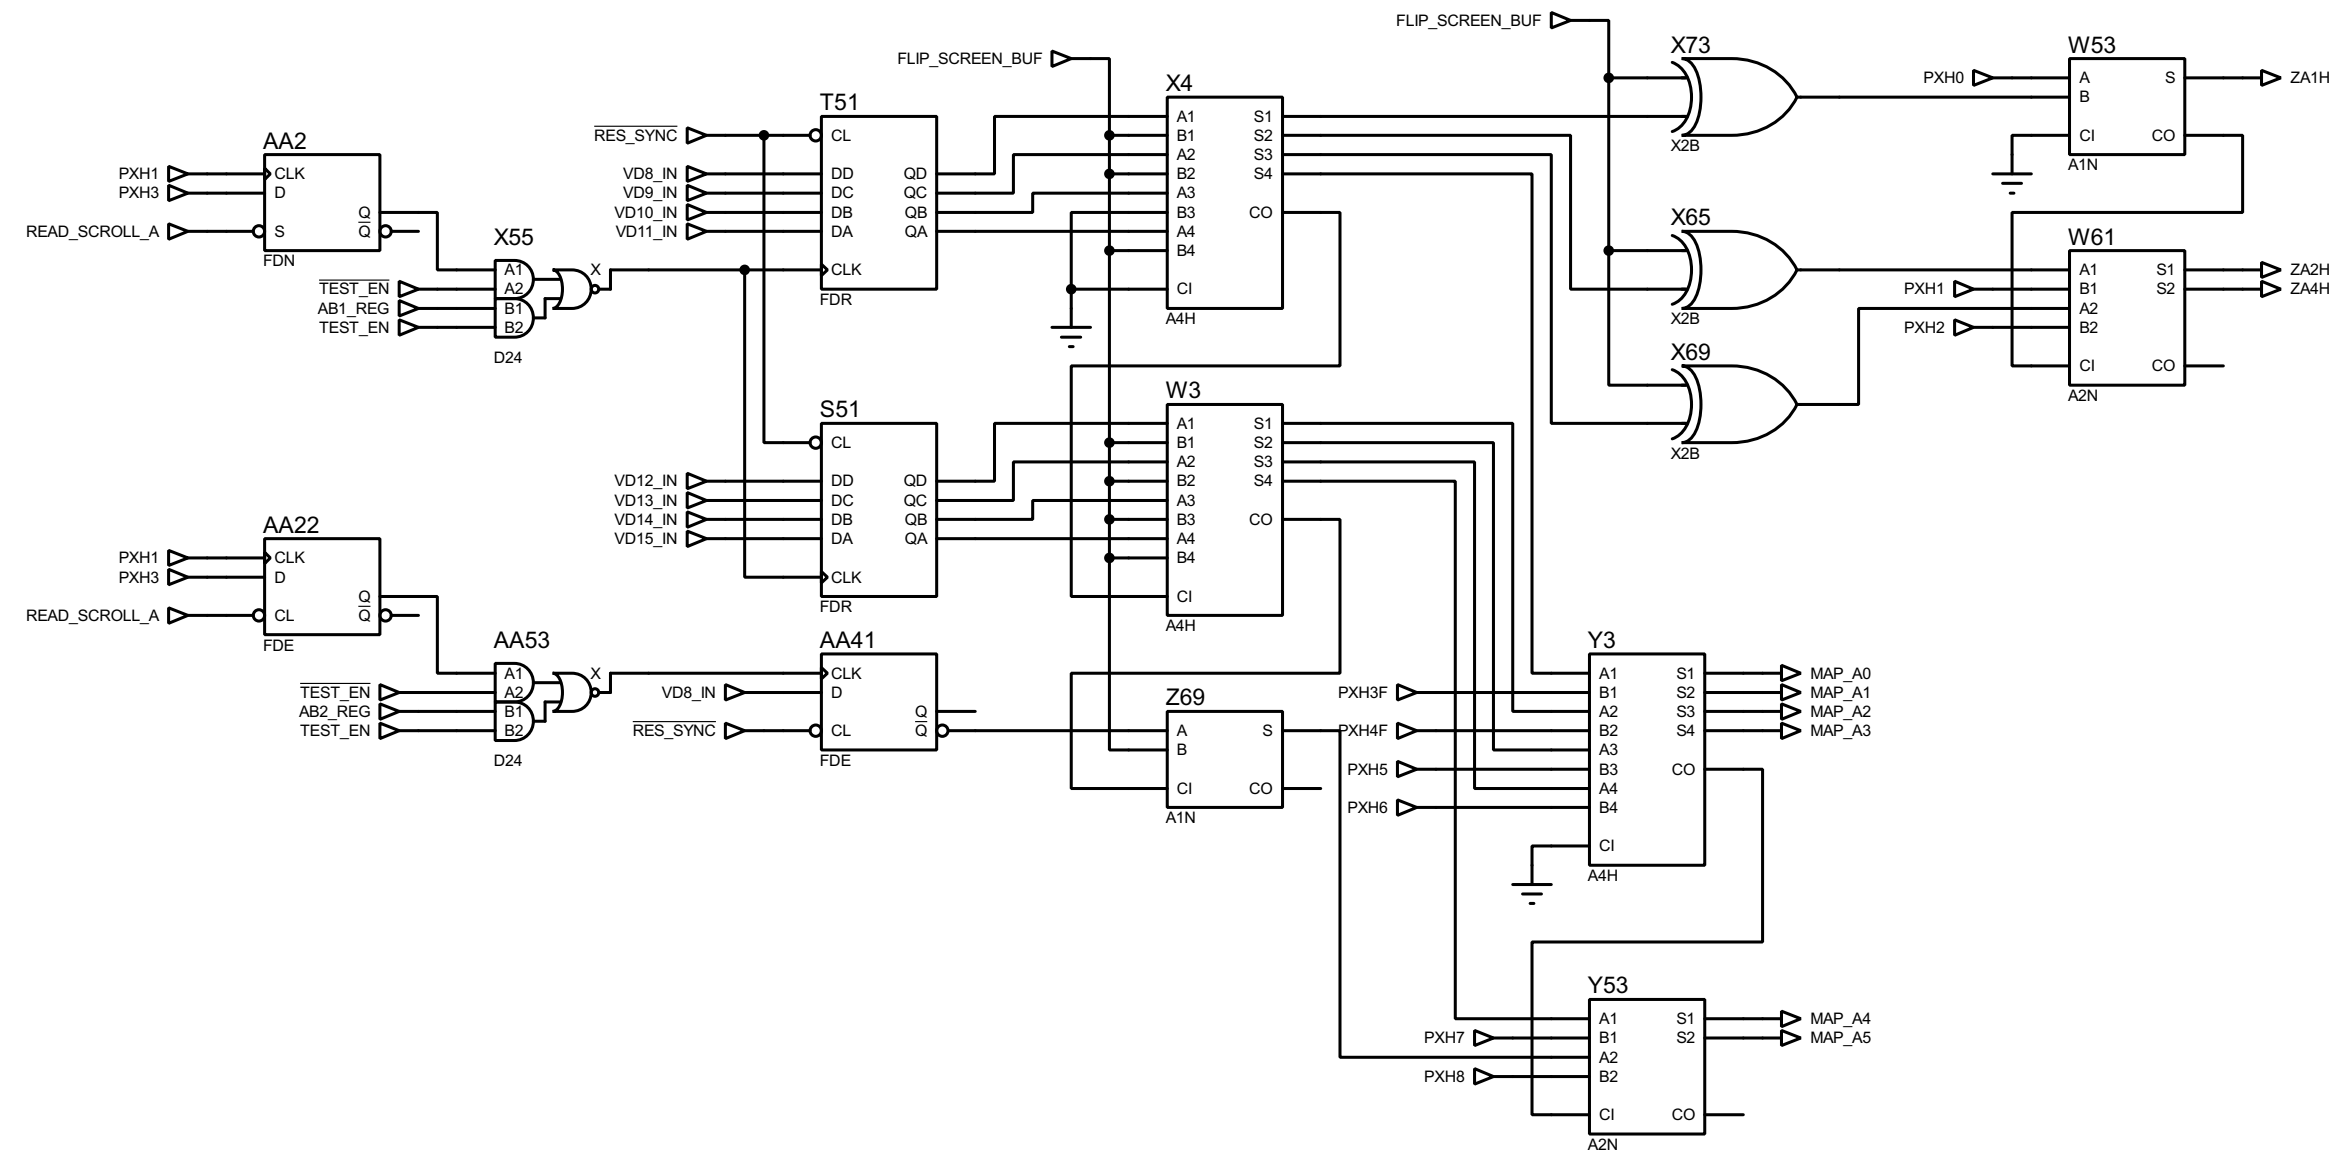 FLIP_SCREEN_BUF
X73
W53
FLIP_SCREEN_BUF
PXH0
A
S
ZA1H
X4
B
T51
A1
S1
RES_SYNC
CL
B1
S2
CI
CO
AA2
A2
S3
X2B
A1N
PXH1
CLK
VD8_IN
DD
QD
B2
S4
PXH3
D
VD9_IN
DC
QC
A3
Q
VD10_IN
DB
QB
B3
CO
X65
READ_SCROLL_A
S
Q
VD11_IN
DA
QA
A4
W61
X55
B4
FDN
A1
X
CLK
A1
S1
ZA2H
TEST_EN
A2
CI
PXH1
B1
S2
ZA4H
AB1_REG
B1
FDR
A4H
X2B
A2
TEST_EN
B2
PXH2
B2
D24
X69
CI
CO
W3
A2N
S51
A1
S1
CL
B1
S2
X2B
A2
S3
VD12_IN
DD
QD
B2
S4
VD13_IN
DC
QC
A3
VD14_IN
DB
QB
B3
CO
AA22
VD15_IN
DA
QA
A4
PXH1
CLK
B4
PXH3
D
CLK
Q
CI
READ_SCROLL_A
CL
Q
FDR
A4H
FDE
AA53
AA41
Y3
A1
X
CLK
A1
S1
MAP_A0
TEST_EN
A2
VD8_IN
D
Z69
PXH3F
B1
S2
MAP_A1
AB2_REG
B1
Q
A2
S3
MAP_A2
TEST_EN
B2
RES_SYNC
CL
Q
A
S
PXH4F
B2
S4
MAP_A3
D24
FDE
B
A3
PXH5
B3
CO
CI
CO
A4
A1N
PXH6
B4
CI
A4H
Y53
A1
S1
MAP_A4
PXH7
B1
S2
MAP_A5
A2
PXH8
B2
CI
CO
A2N